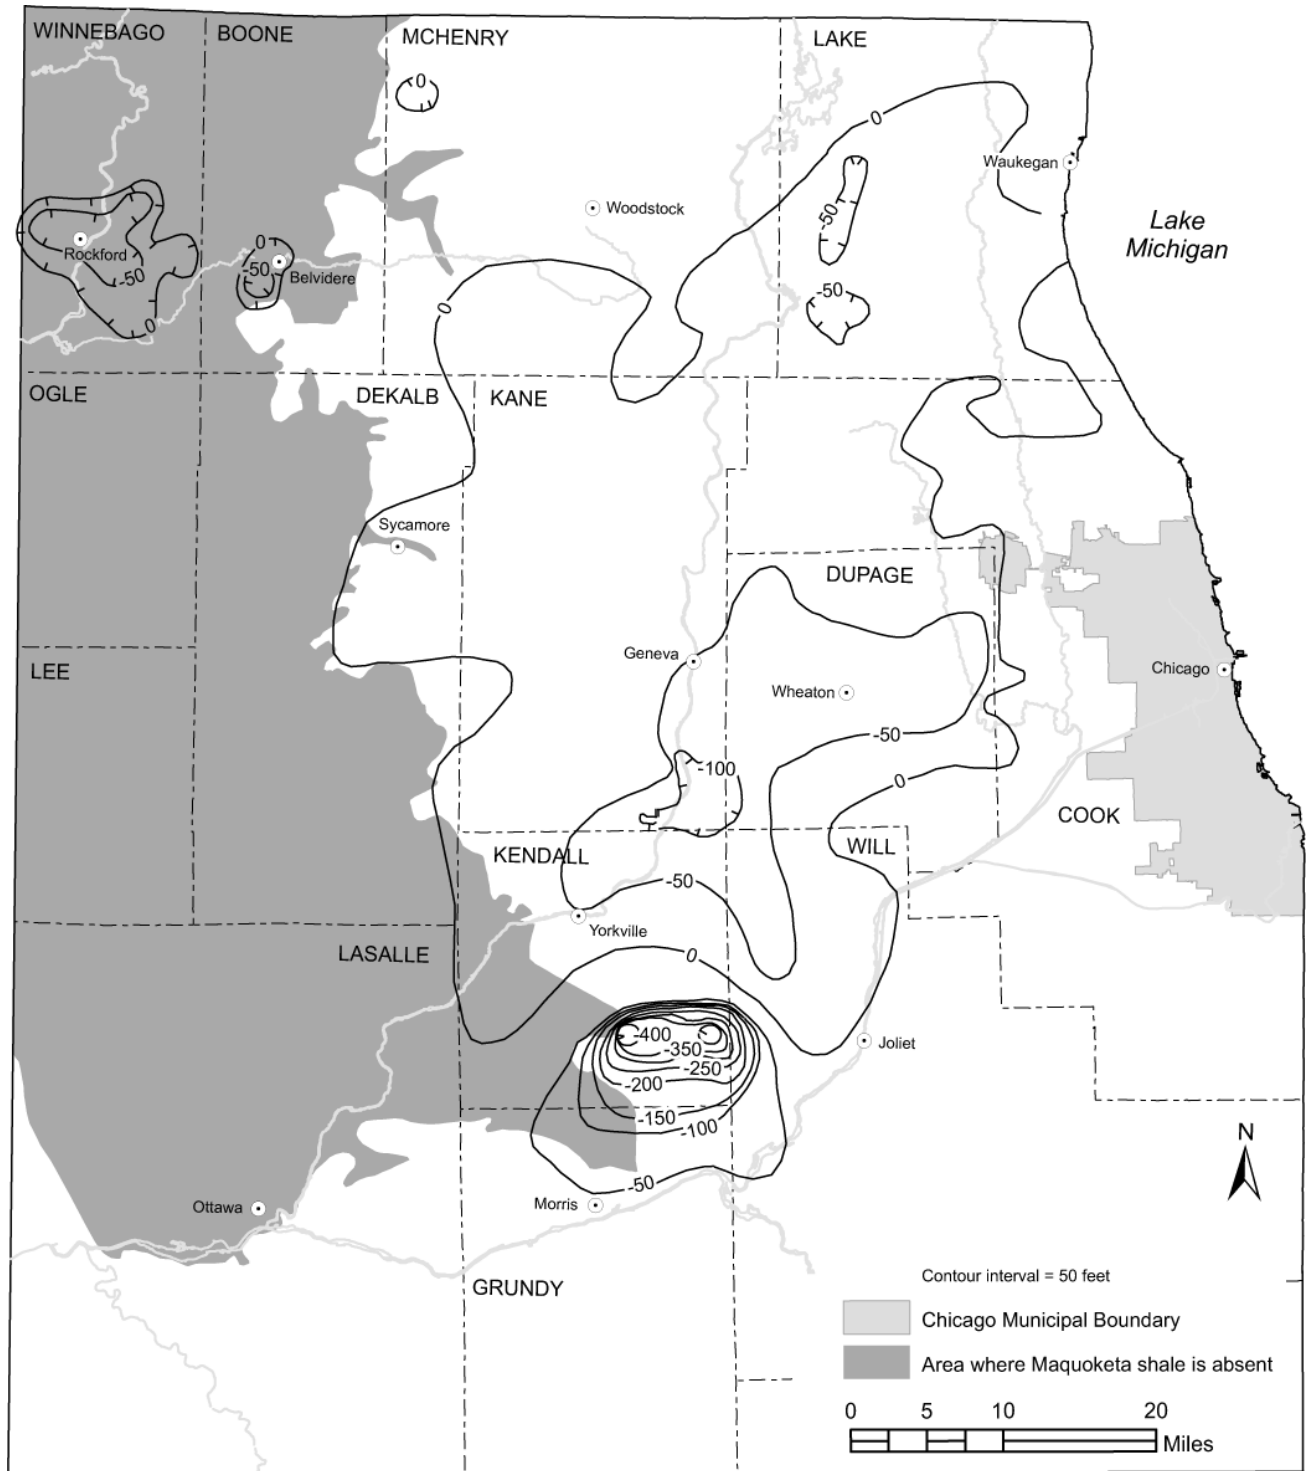 WINNEBAGO
BOONE
MCHENRY
LAKE
0
0
Waukegan
Woodstock
-50
Lake
Michigan
Rockford
-50
0
0
-50
Belvidere
-50
0
OGLE
DEKALB
KANE
Sycamore
DUPAGE
LEE
Geneva
Wheaton
Chicago
-50
-100
0
COOK
KENDALL
WILL
-50
Yorkville
LASALLE
0
-400
-350
-250
-200
-150
-100
Joliet
-50
Ottawa
Morris
N
GRUNDY
Contour interval = 50 feet
Chicago Municipal Boundary
Area where Maquoketa shale is absent
0 5 10 20
Miles